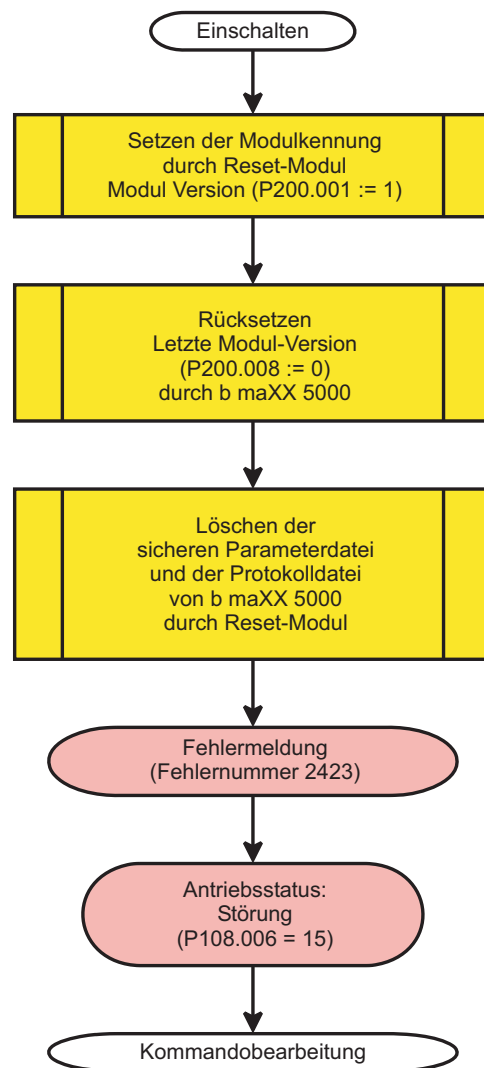 Einschalten
Setzen der Modulkennung
durch Reset-Modul
Modul Version (P200.001 := 1)
Rücksetzen
Letzte Modul-Version
(P200.008 := 0)
durch b maXX 5000
Löschen der
sicheren Parameterdatei
und der Protokolldatei
von b maXX 5000
durch Reset-Modul
Fehlermeldung
(Fehlernummer 2423)
Antriebsstatus:
Störung
(P108.006 = 15)
Kommandobearbeitung